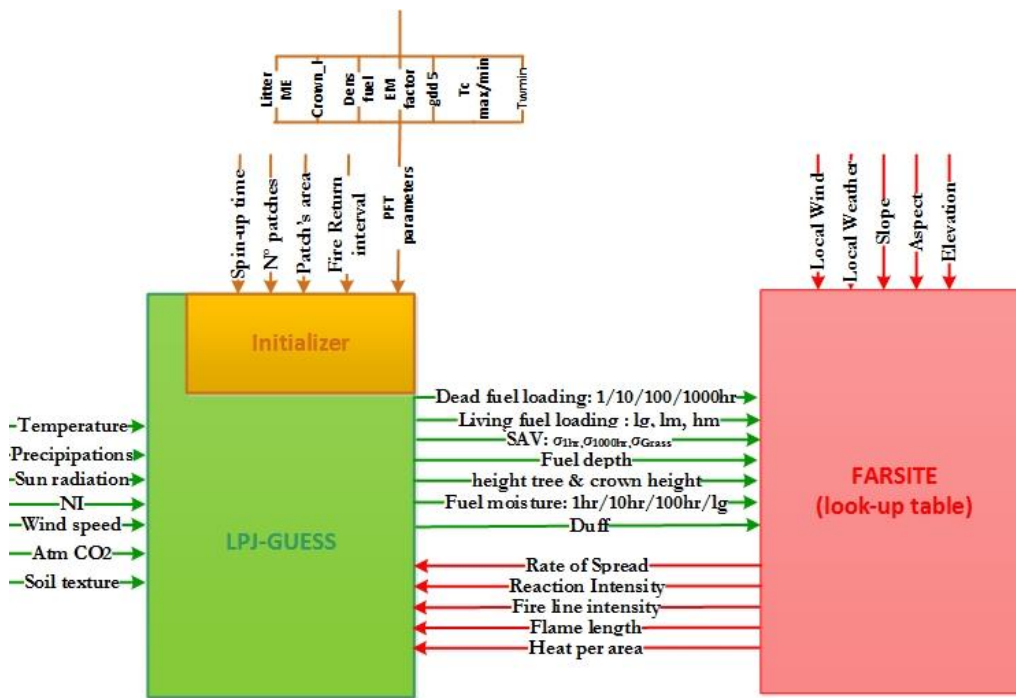 Litter
ME
Crown_l
Dens
fuel
EM
factor
gdd5
Tc
max/min
Twmin
Spin-up time
N° patches
Patch's area
Fire Return
interval
PFT
parameters
Local Wind
Local Weather
Slope
Aspect
Elevation
Initializer
Temperature
Precipipations
Sun radiation
NI
Wind speed
Atm CO2
Soil texture
LPJ-GUESS
Dead fuel loading: 1/10/100/1000hr
Living fuel loading : lg, lm, hm
SAV: σ1hr,σ1000hr,σGrass
Fuel depth
height tree & crown height
Fuel moisture: 1hr/10hr/100hr/lg
Duff
Rate of Spread
Reaction Intensity
Fire line intensity
Flame length
Heat per area
FARSITE
(look-up table)